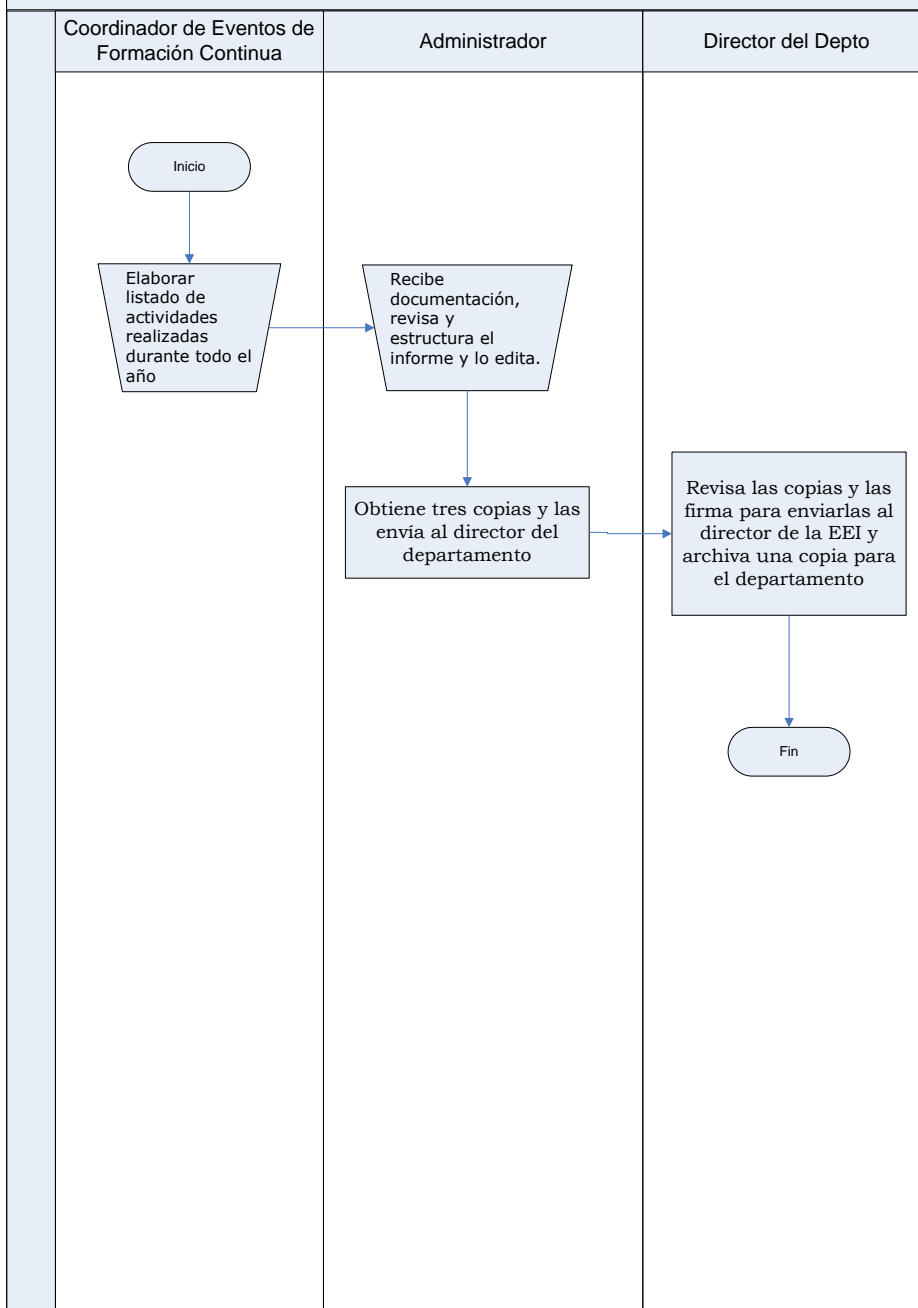 Coordinador de Eventos de
Formación Continua
Administrador
Director del Depto
Inicio
Elaborar
listado de
actividades
realizadas
durante todo el
año
Recibe
documentación,
revisa y
estructura el
informe y lo edita.
Obtiene tres copias y las
envía al director del
departamento
Revisa las copias y las
firma para enviarlas al
director de la EEI y
archiva una copia para
el departamento
Fin